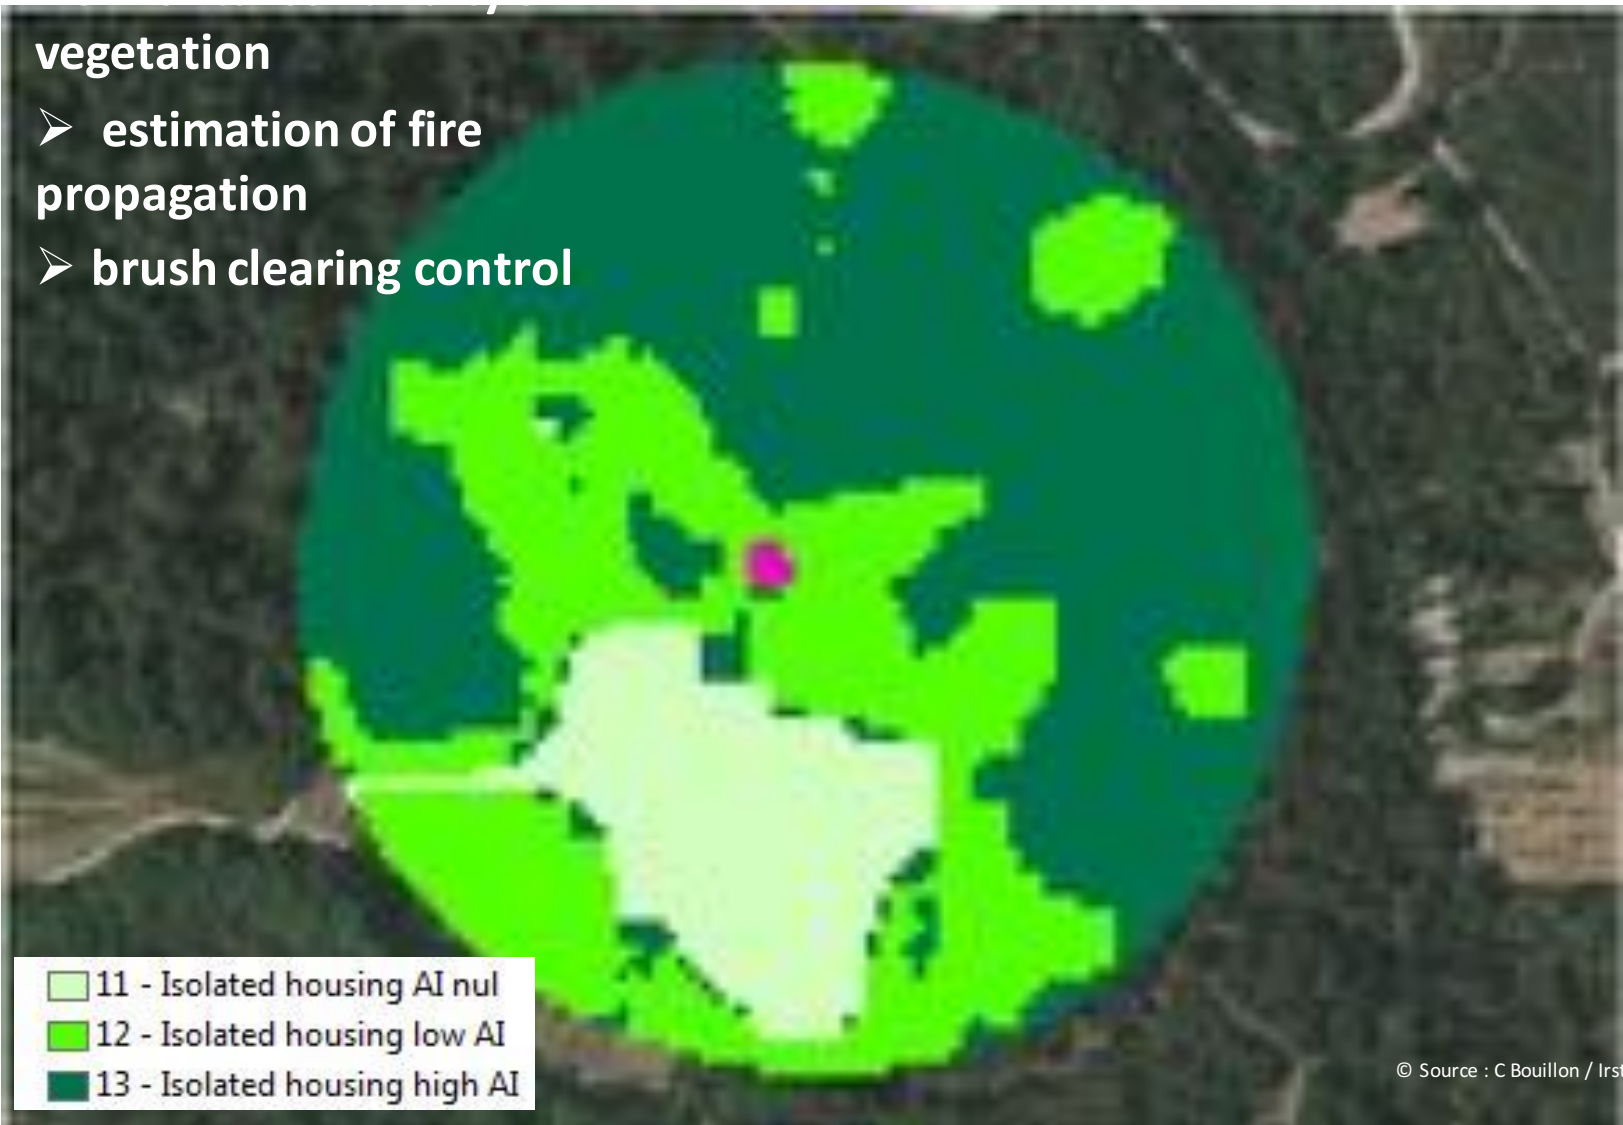 vegetation
➢ estimation of fire
propagation
➢ brush clearing control
11 - Isolated housing AI nul
12 - Isolated housing low AI
13 - Isolated housing high AI
© Source : C Bouillon / Irst